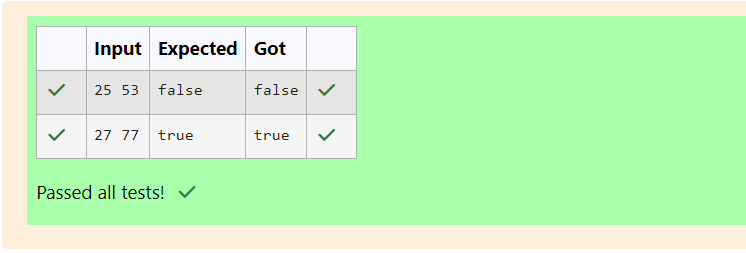 Input Expected Got
25 53 false false
27 77 true true
Passed all tests!